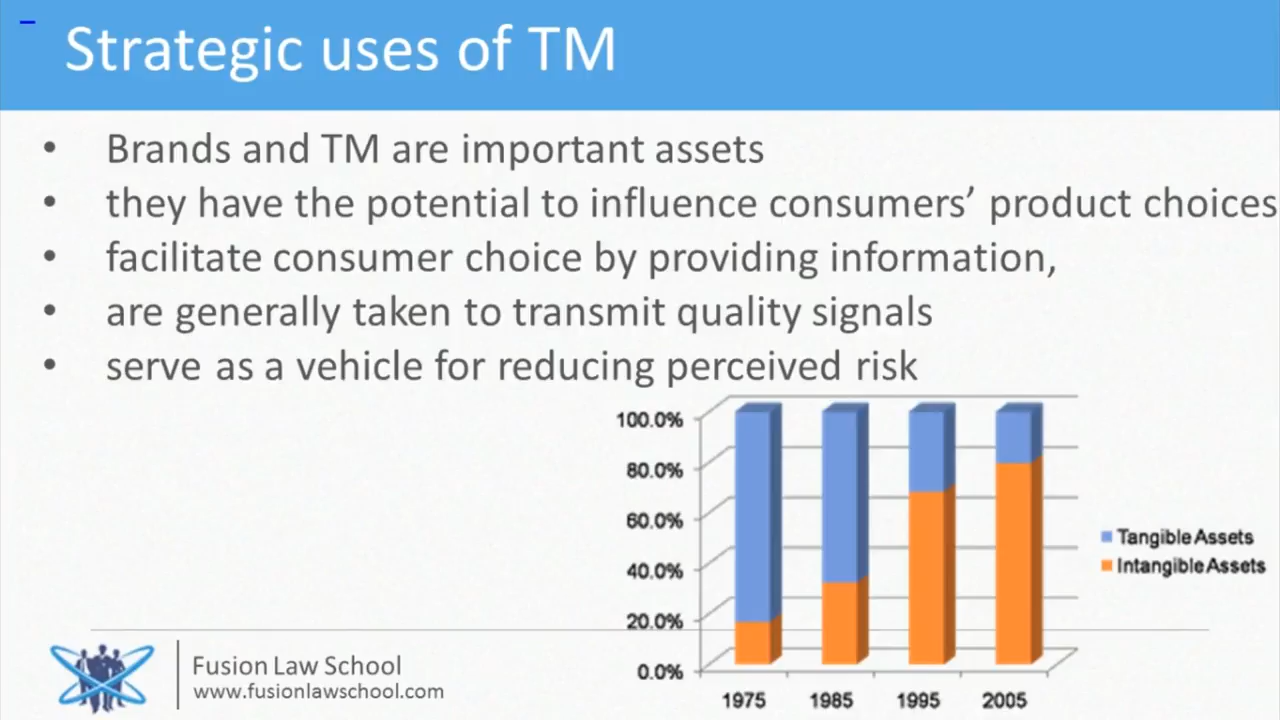 Strategic uses of TM
• Brands and TM are important assets
• they have the potential to influence consumers’ product choices
• facilitate consumer choice by providing information,
• are generally taken to transmit quality signals
• serve as a vehicle for reducing perceived risk
100.0%
80.0%
60.0%
40.0%
20.0%
0.0%
1975 1985 1995 2005
Tangible Assets
Intangible Assets
Fusion Law School
www.fusionlawschool.com